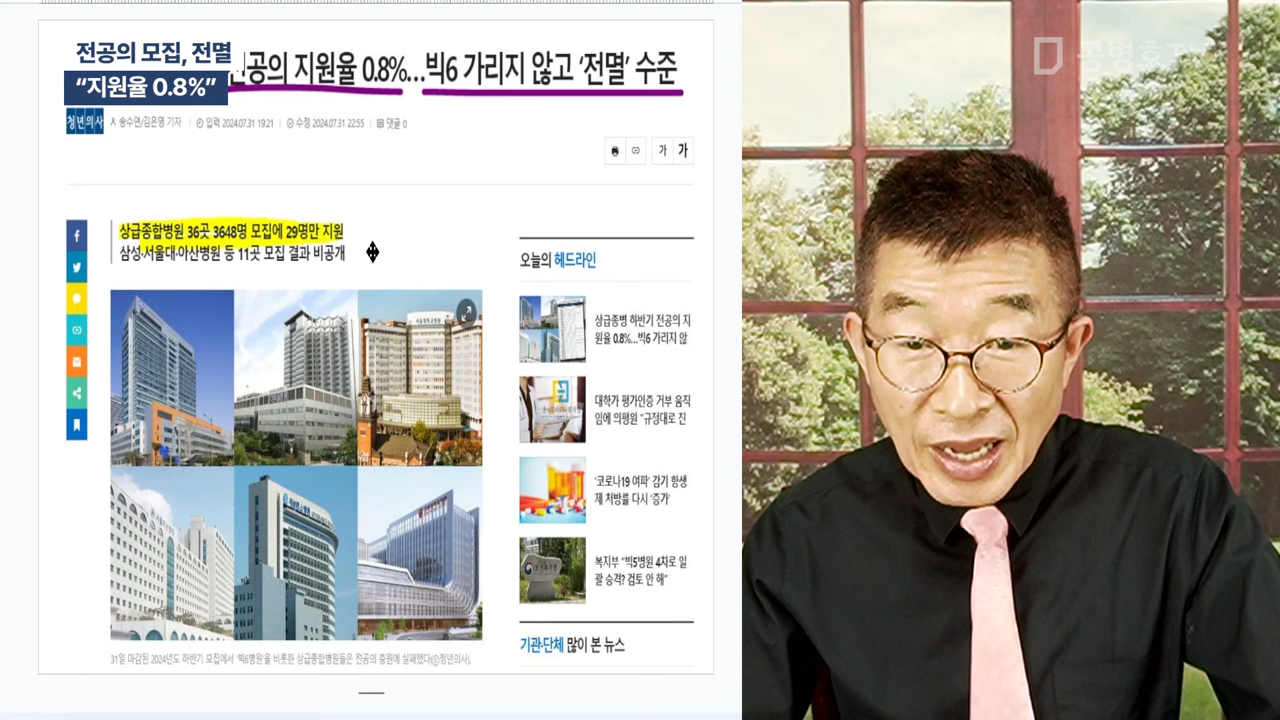 전공의 모집, 전멸
“지원율 0.8%”
전공의 지원율 0.8%…빅6 가리지 않고 ‘전멸’ 수준
청년의사
송수연/김은영 기자
입력 2024.07.31 19:21
수정 2024.07.31 22:55
댓글 0
가 가
상급종합병원 36곳 3648명 모집에 29명만 지원
삼성·서울대·아산병원 등 11곳 모집 결과 비공개
오늘의 헤드라인
상급종병 하반기 전공의 지
원율 0.8%…빅6 가리지 않
대학가 평가인증 거부 움직
임에 의평원 “규정대로 진
‘코로나19 여파’ 감기 항생
제 처방률 다시 ‘증가’
복지부 “빅5병원 4차로 일
괄 승격? 검토 안 해”
기관·단체 많이 본 뉴스
31일 마감된 2024년도 하반기 모집에서 ‘빅6병원’을 비롯한 상급종합병원들은 전공의 충원에 실패했다(ⓒ청년의사).
공병호TV